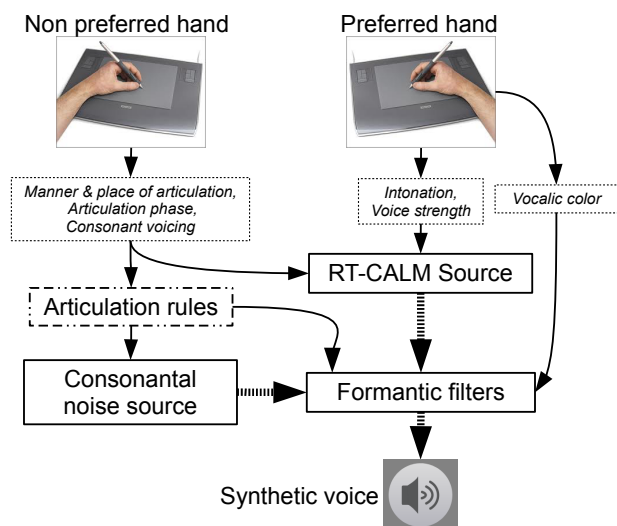 Non preferred hand
Preferred hand
Manner & place of articulation,
Articulation phase,
Consonant voicing
Intonation,
Voice strength
Vocalic color
RT-CALM Source
Articulation rules
Consonantal
noise source
Formantic filters
Synthetic voice